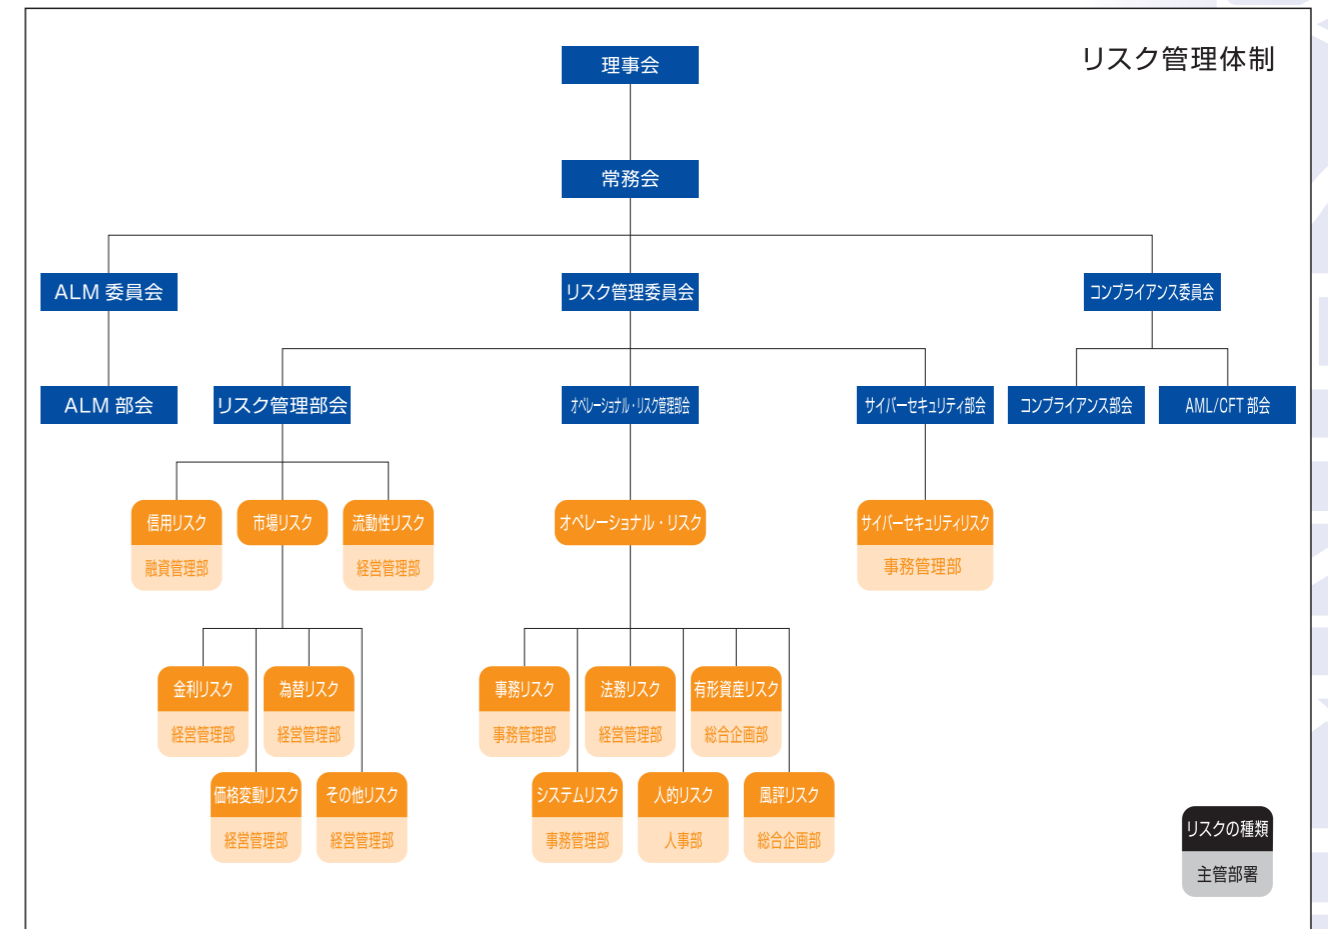 リスク管理体制
理事会
常務会
ALM 委員会
リスク管理委員会
コンプライアンス委員会
ALM 部会
リスク管理部会
オペレーショナル・リスク管理部会
サイバーセキュリティ部会
コンプライアンス部会
AML/CFT 部会
信用リスク
融資管理部
市場リスク
流動性リスク
経営管理部
オペレーショナル・リスク
サイバーセキュリティリスク
事務管理部
金利リスク
経営管理部
為替リスク
経営管理部
事務リスク
事務管理部
法務リスク
経営管理部
有形資産リスク
総合企画部
価格変動リスク
経営管理部
その他リスク
経営管理部
システムリスク
事務管理部
人的リスク
人事部
風評リスク
総合企画部
リスクの種類
主管部署